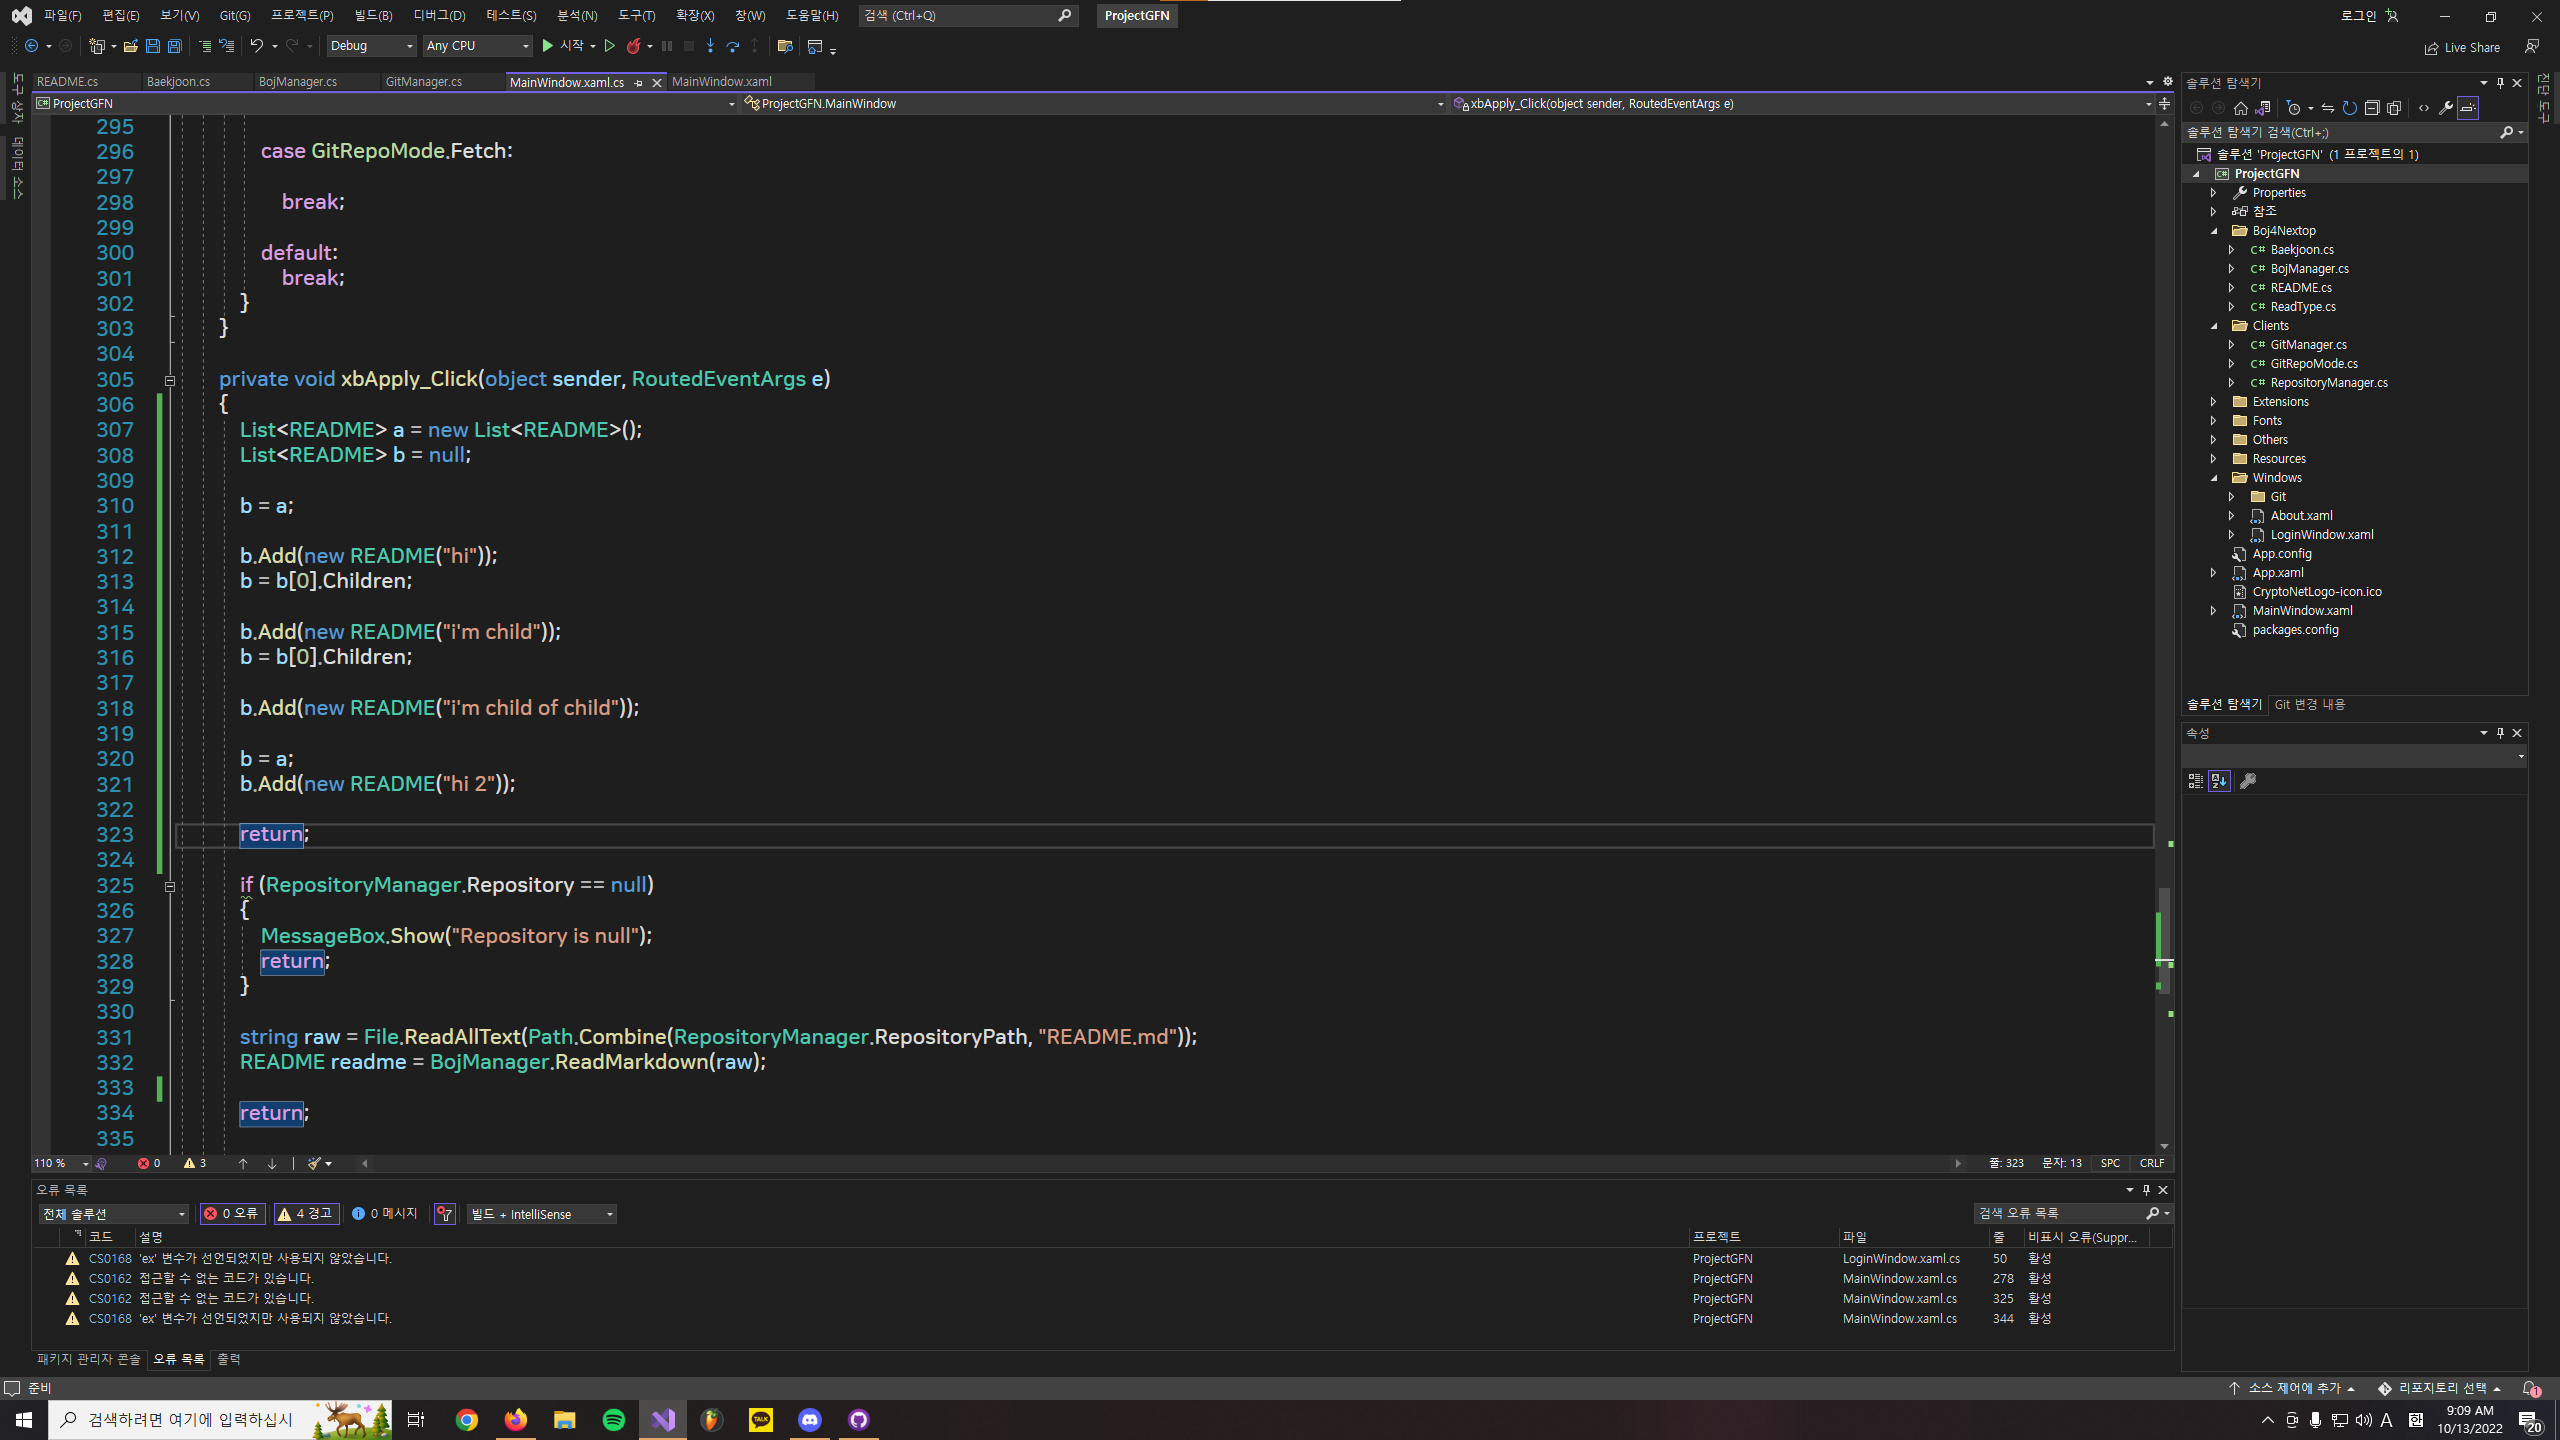 파일(F) 편집(E) 보기(V) Git(G) 프로젝트(P) 빌드(B) 디버그(D) 테스트(S) 분석(N) 도구(T) 확장(X) 창(W) 도움말(H) 검색 (Ctrl+Q) ProjectGFN 로그인
Debug Any CPU 시작 Live Share
도구 상자
데이터 소스
README.cs Baekjoon.cs BojManager.cs GitManager.cs MainWindow.xaml.cs MainWindow.xaml
ProjectGFN ProjectGFN.MainWindow xbApply_Click(object sender, RoutedEventArgs e)
295
296 case GitRepoMode.Fetch:
297
298 break;
299
300 default:
301 break;
302 }
303 }
304
305 private void xbApply_Click(object sender, RoutedEventArgs e)
306 {
307 List<README> a = new List<README>();
308 List<README> b = null;
309
310 b = a;
311
312 b.Add(new README("hi"));
313 b = b[0].Children;
314
315 b.Add(new README("i'm child"));
316 b = b[0].Children;
317
318 b.Add(new README("i'm child of child"));
319
320 b = a;
321 b.Add(new README("hi 2"));
322
323 return;
324
325 if (RepositoryManager.Repository == null)
326 {
327 MessageBox.Show("Repository is null");
328 return;
329 }
330
331 string raw = File.ReadAllText(Path.Combine(RepositoryManager.RepositoryPath, "README.md"));
332 README readme = BojManager.ReadMarkdown(raw);
333
334 return;
335
110 % 0 3 줄: 323 문자: 13 SPC CRLF
오류 목록
전체 솔루션 0 오류 4 경고 0 메시지 빌드 + IntelliSense 검색 오류 목록
코드 설명 프로젝트 파일 줄 비표시 오류(Suppr...
CS0168 'ex' 변수가 선언되었지만 사용되지 않았습니다. ProjectGFN LoginWindow.xaml.cs 50 활성
CS0162 접근할 수 없는 코드가 있습니다. ProjectGFN MainWindow.xaml.cs 278 활성
CS0162 접근할 수 없는 코드가 있습니다. ProjectGFN MainWindow.xaml.cs 325 활성
CS0168 'ex' 변수가 선언되었지만 사용되지 않았습니다. ProjectGFN MainWindow.xaml.cs 344 활성
패키지 관리자 콘솔 오류 목록 출력
솔루션 탐색기
솔루션 탐색기 검색(Ctrl+;)
솔루션 'ProjectGFN' (1 프로젝트의 1)
ProjectGFN
Properties
참조
Boj4Nextop
C# Baekjoon.cs
C# BojManager.cs
C# README.cs
C# ReadType.cs
Clients
C# GitManager.cs
C# GitRepoMode.cs
C# RepositoryManager.cs
Extensions
Fonts
Others
Resources
Windows
Git
About.xaml
LoginWindow.xaml
App.config
App.xaml
CryptoNetLogo-icon.ico
MainWindow.xaml
packages.config
솔루션 탐색기 Git 변경 내용
속성
진단 도구
준비 소스 제어에 추가 리포지토리 선택 1
검색하려면 여기에 입력하십시 TALK A 한 9:09 AM
10/13/2022 20